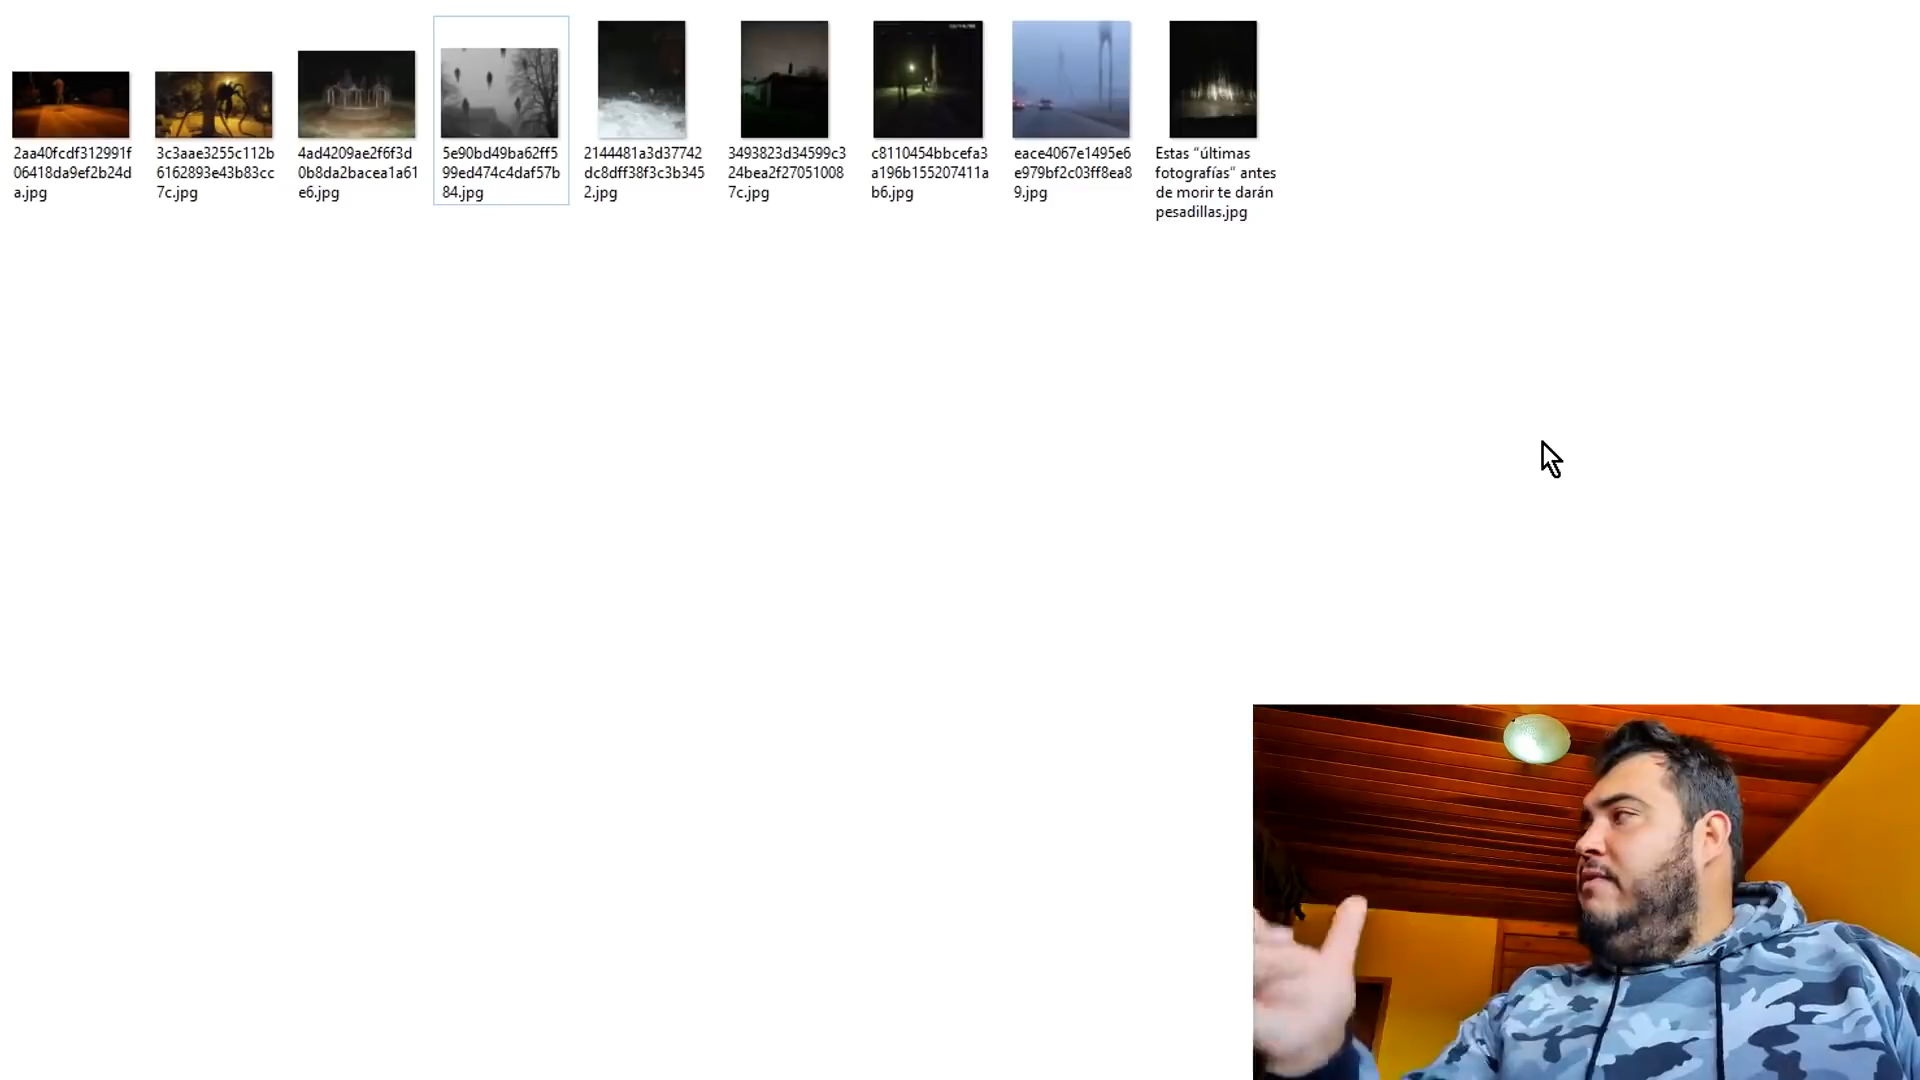 2aa40fcdf312991f
06418da9ef2b24d
a.jpg
3c3aae3255c112b
6162893e43b83cc
7c.jpg
4ad4209ae2f6f3d
0b8da2bacea1a61
e6.jpg
5e90bd49ba62ff5
99ed474c4daf57b
84.jpg
2144481a3d37742
dc8dff38f3c3b345
2.jpg
3493823d34599c3
24bea2f27051008
7c.jpg
c8110454bbcefa3
a196b155207411a
b6.jpg
eace4067e1495e6
e979bf2c03ff8ea8
9.jpg
Estas “últimas
fotografías” antes
de morir te darán
pesadillas.jpg